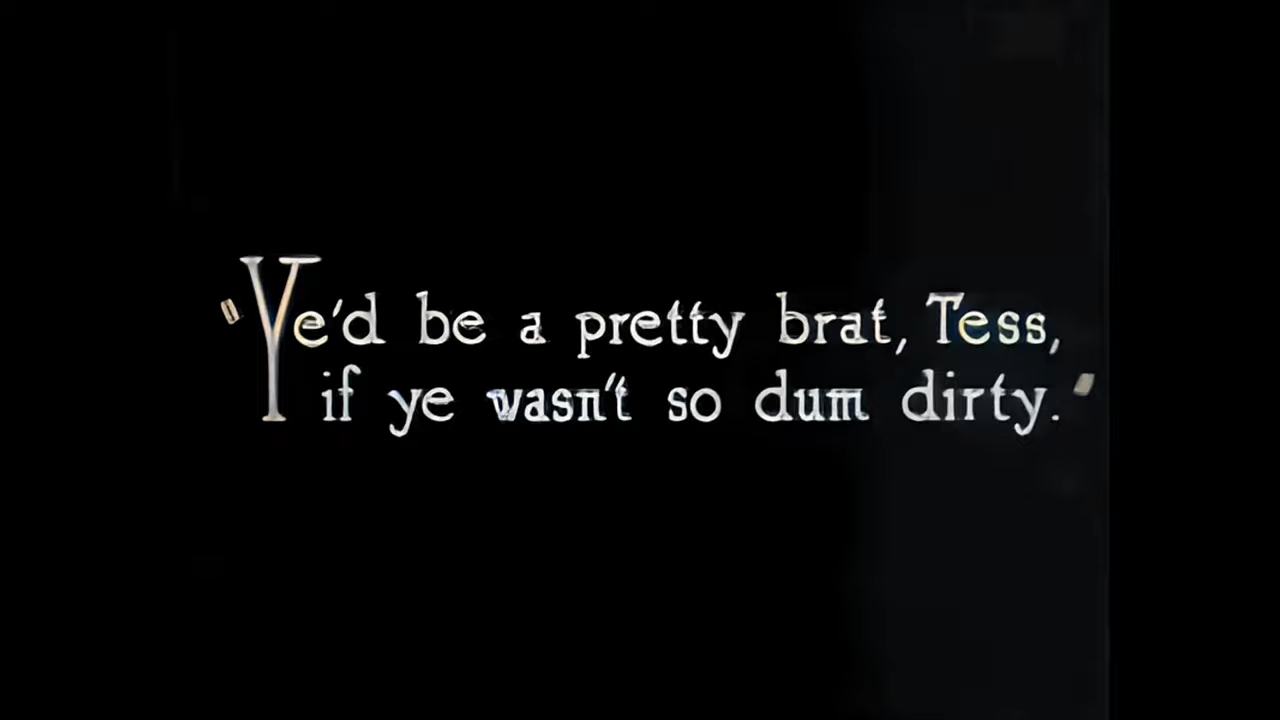 "Ye'd be a pretty brat, Tess,
if ye wasn't so dum dirty."